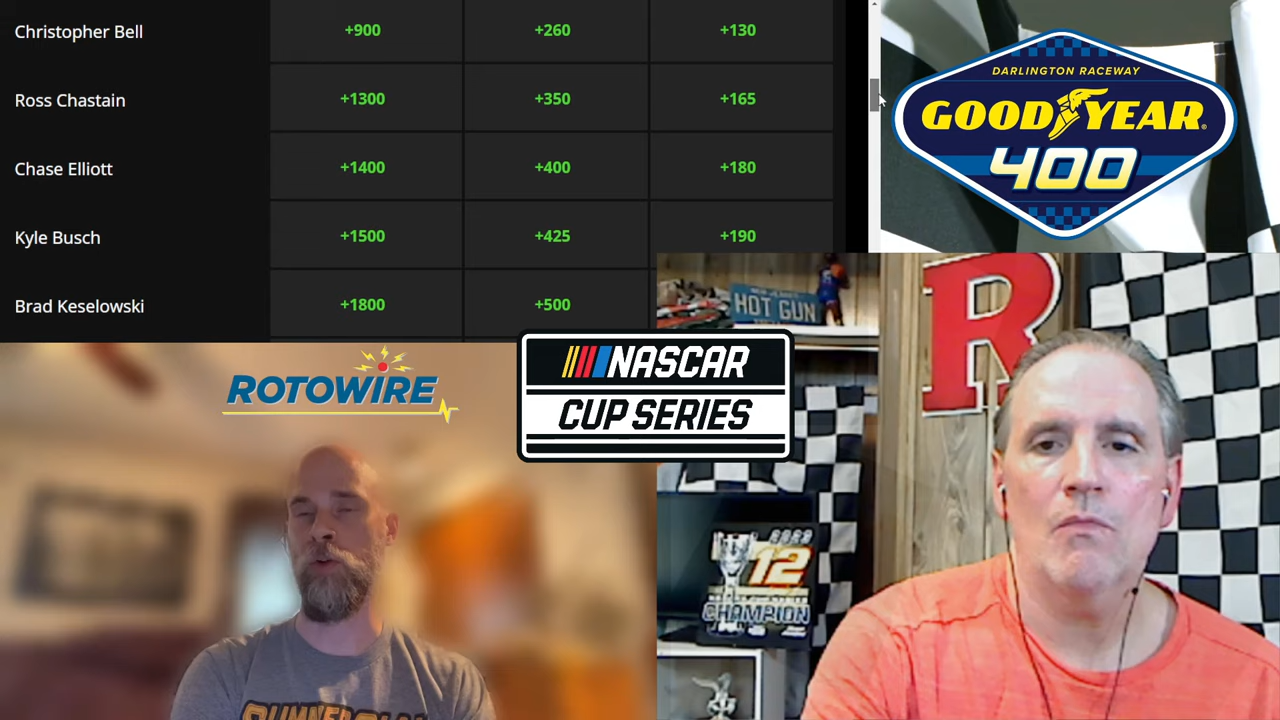 Christopher Bell +900 +260 +130
Ross Chastain +1300 +350 +165
Chase Elliott +1400 +400 +180
Kyle Busch +1500 +425 +190
Brad Keselowski +1800 +500
DARLINGTON RACEWAY
GOODYEAR
400
HOT GUN
R
ROTOWIRE
NASCAR
CUP SERIES
2022
12
CHAMPION